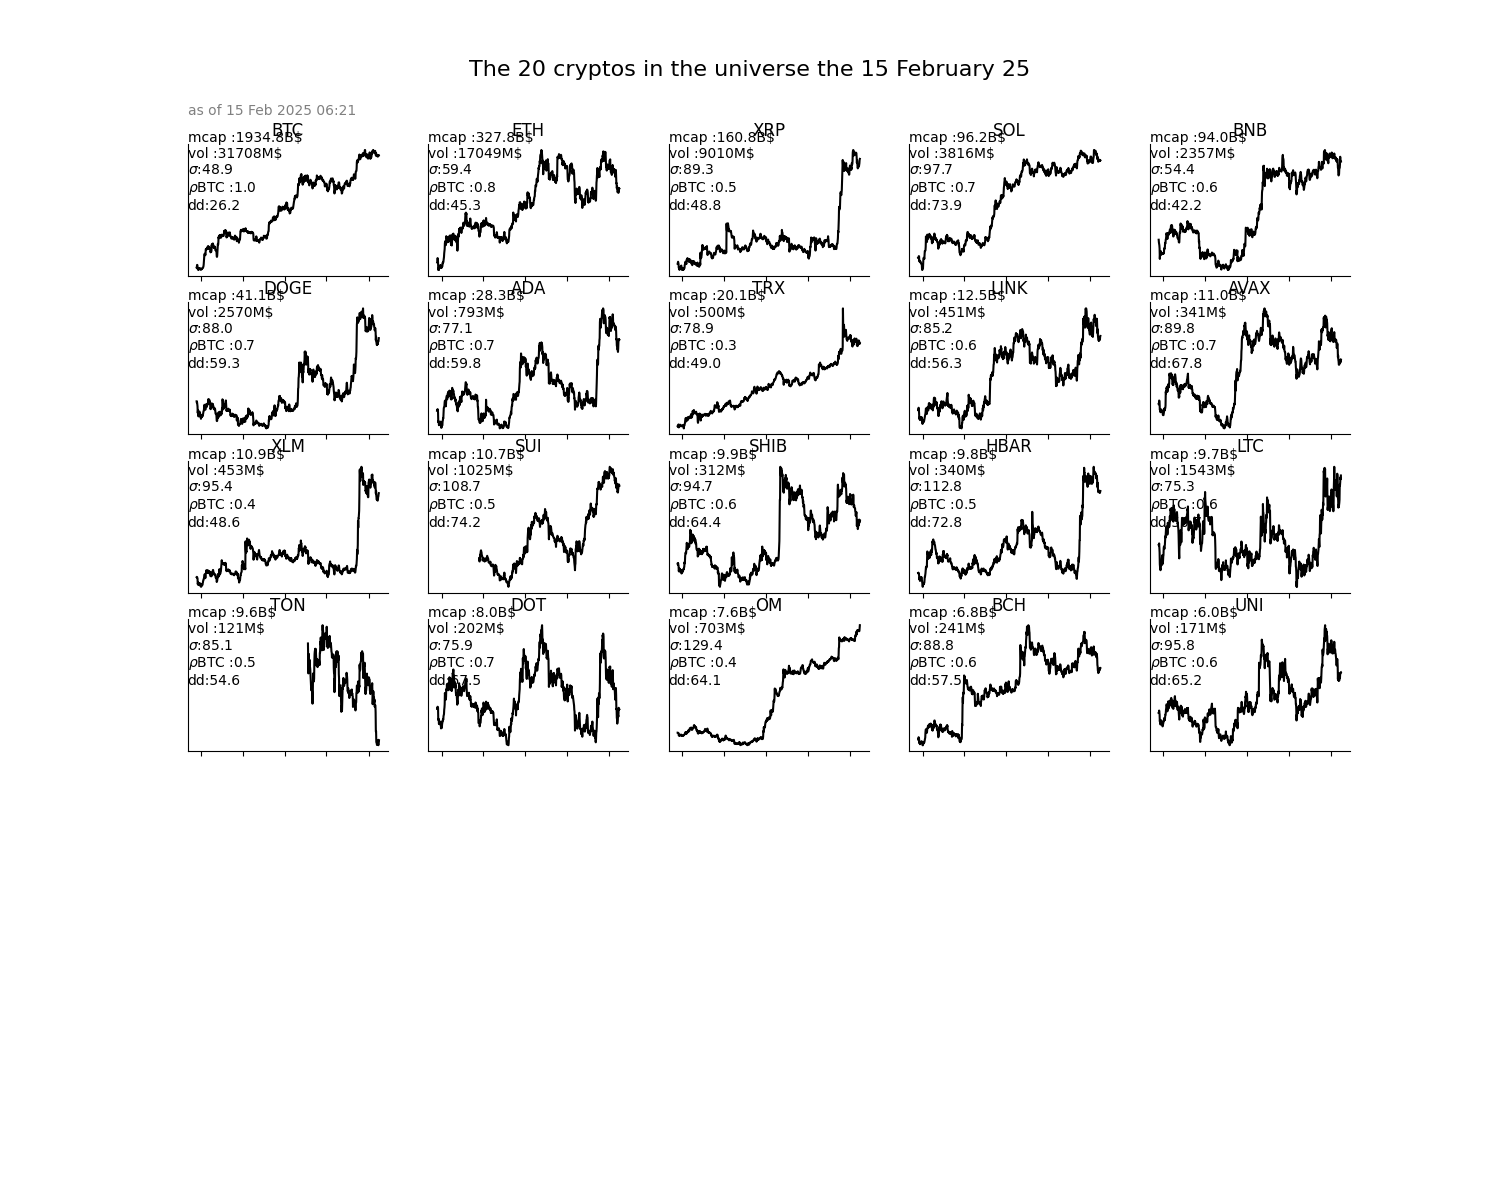 The 20 cryptos in the universe the 15 February 25
as of 15 Feb 2025 06:21
BTC
mcap :1934.8B$
vol :31708M$
σ:48.9
ρBTC :1.0
dd:26.2
ETH
mcap :327.8B$
vol :17049M$
σ:59.4
ρBTC :0.8
dd:45.3
XRP
mcap :160.8B$
vol :9010M$
σ:89.3
ρBTC :0.5
dd:48.8
SOL
mcap :96.2B$
vol :3816M$
σ:97.7
ρBTC :0.7
dd:73.9
BNB
mcap :94.0B$
vol :2357M$
σ:54.4
ρBTC :0.6
dd:42.2
DOGE
mcap :41.1B$
vol :2570M$
σ:88.0
ρBTC :0.7
dd:59.3
ADA
mcap :28.3B$
vol :793M$
σ:77.1
ρBTC :0.7
dd:59.8
TRX
mcap :20.1B$
vol :500M$
σ:78.9
ρBTC :0.3
dd:49.0
LINK
mcap :12.5B$
vol :451M$
σ:85.2
ρBTC :0.6
dd:56.3
AVAX
mcap :11.0B$
vol :341M$
σ:89.8
ρBTC :0.7
dd:67.8
XLM
mcap :10.9B$
vol :453M$
σ:95.4
ρBTC :0.4
dd:48.6
SUI
mcap :10.7B$
vol :1025M$
σ:108.7
ρBTC :0.5
dd:74.2
SHIB
mcap :9.9B$
vol :312M$
σ:94.7
ρBTC :0.6
dd:64.4
HBAR
mcap :9.8B$
vol :340M$
σ:112.8
ρBTC :0.5
dd:72.8
LTC
mcap :9.7B$
vol :1543M$
σ:75.3
ρBTC :0.6
TON
mcap :9.6B$
vol :121M$
σ:85.1
ρBTC :0.5
dd:54.6
DOT
mcap :8.0B$
vol :202M$
σ:75.9
ρBTC :0.7
dd:67.5
OM
mcap :7.6B$
vol :703M$
σ:129.4
ρBTC :0.4
dd:64.1
BCH
mcap :6.8B$
vol :241M$
σ:88.8
ρBTC :0.6
dd:57.5
UNI
mcap :6.0B$
vol :171M$
σ:95.8
ρBTC :0.6
dd:65.2